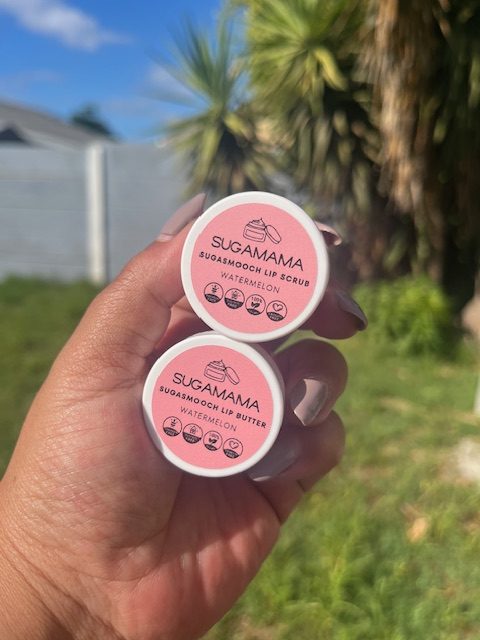 SUGAMAMA
SUGASMOOCH LIP SCRUB
WATERMELON
SUGAMAMA
SUGASMOOCH LIP BUTTER
WATERMELON